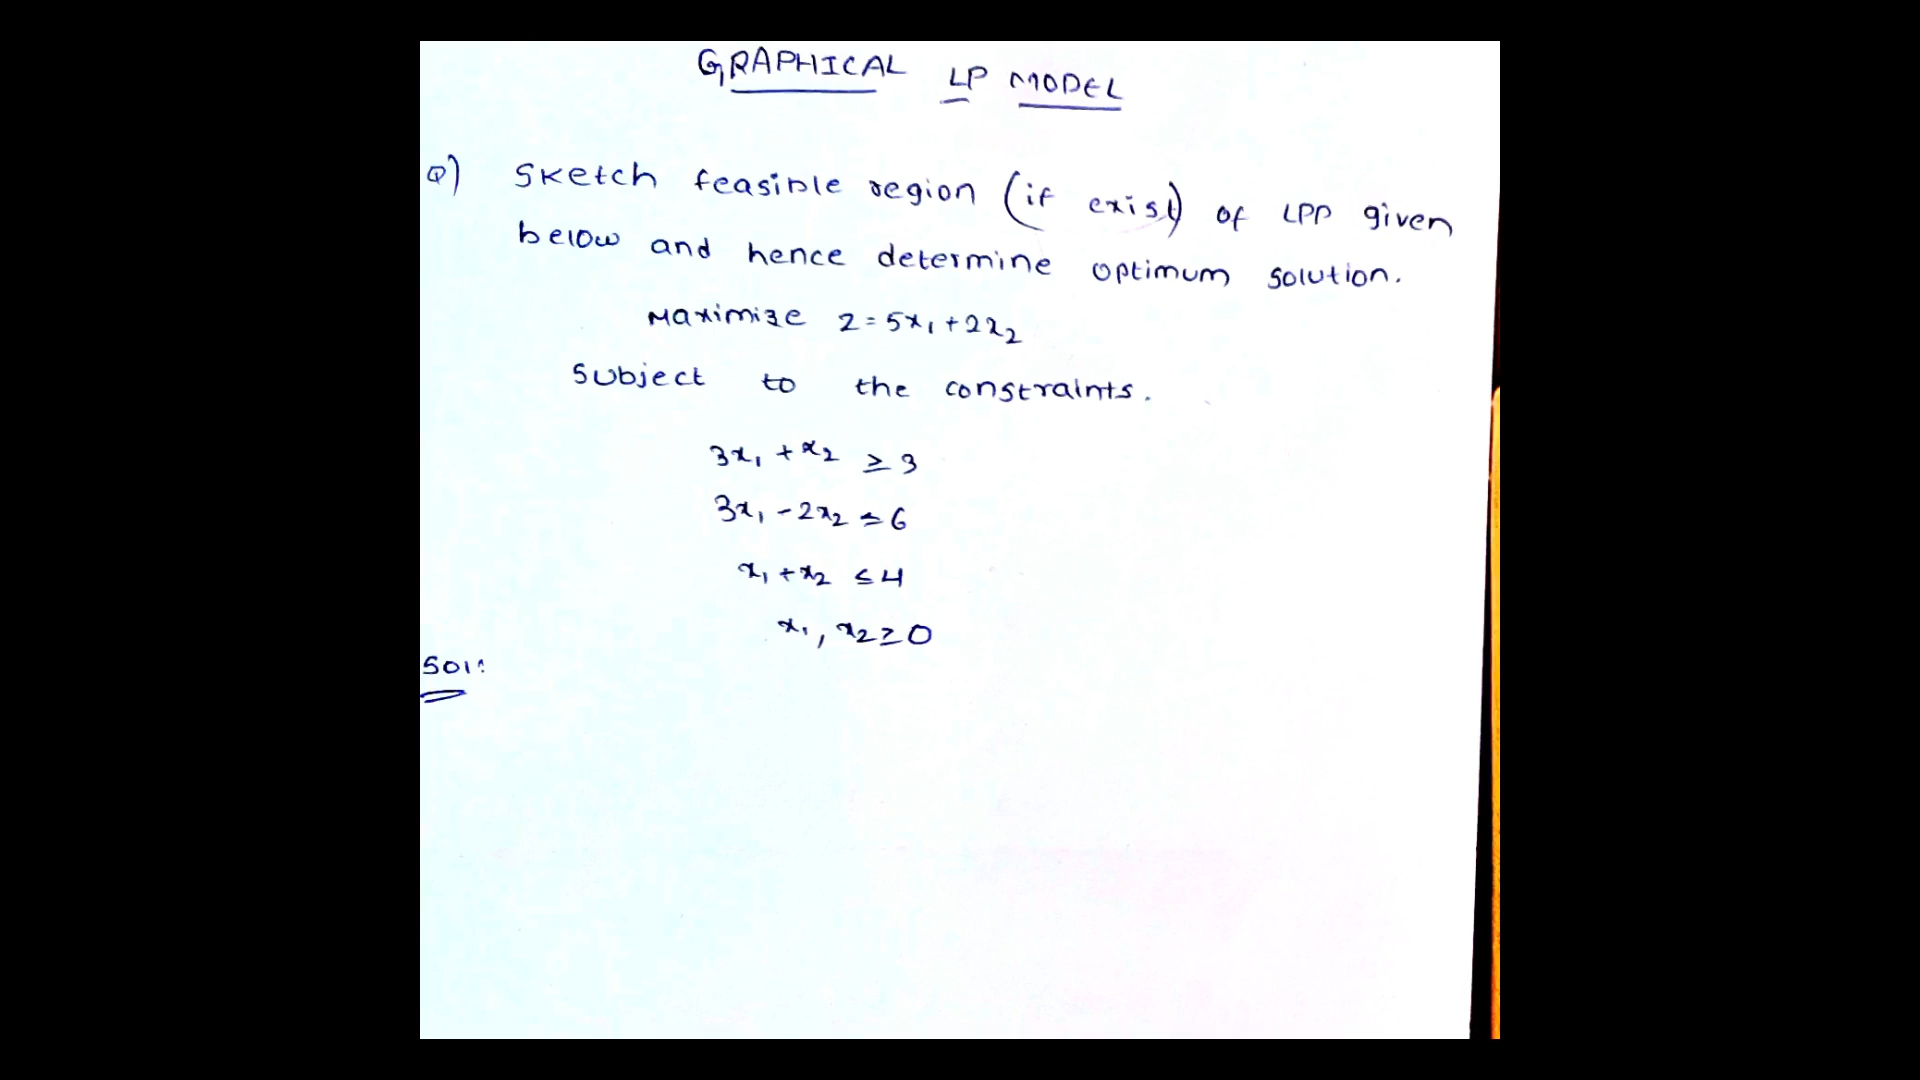 GRAPHICAL LP MODEL
Q) Sketch feasible region (if exist) of LPP given
below and hence determine optimum solution.
Maximize Z = 5x₁ + 2x₂
Subject to the constraints.
3x₁ + x₂ ≥ 3
3x₁ - 2x₂ ≤ 6
x₁ + x₂ ≤ 4
x₁, x₂ ≥ 0
Sol: